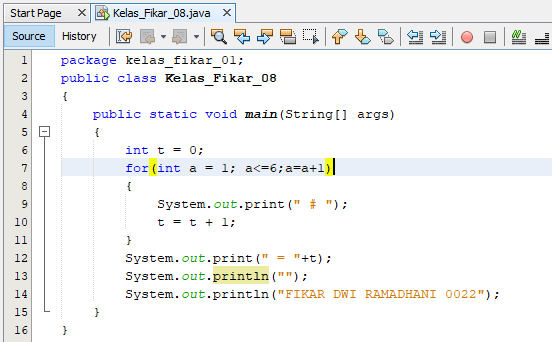 Start Page Kelas_Fikar_08.java
Source History
1 package kelas_fikar_01;
2 public class Kelas_Fikar_08
3 {
4 public static void main(String[] args)
5 {
6 int t = 0;
7 for(int a = 1; a<=6;a=a+1)
8 {
9 System.out.print(" # ");
10 t = t + 1;
11 }
12 System.out.print(" = "+t);
13 System.out.println("");
14 System.out.println("FIKAR DWI RAMADHANI 0022");
15 }
16 }